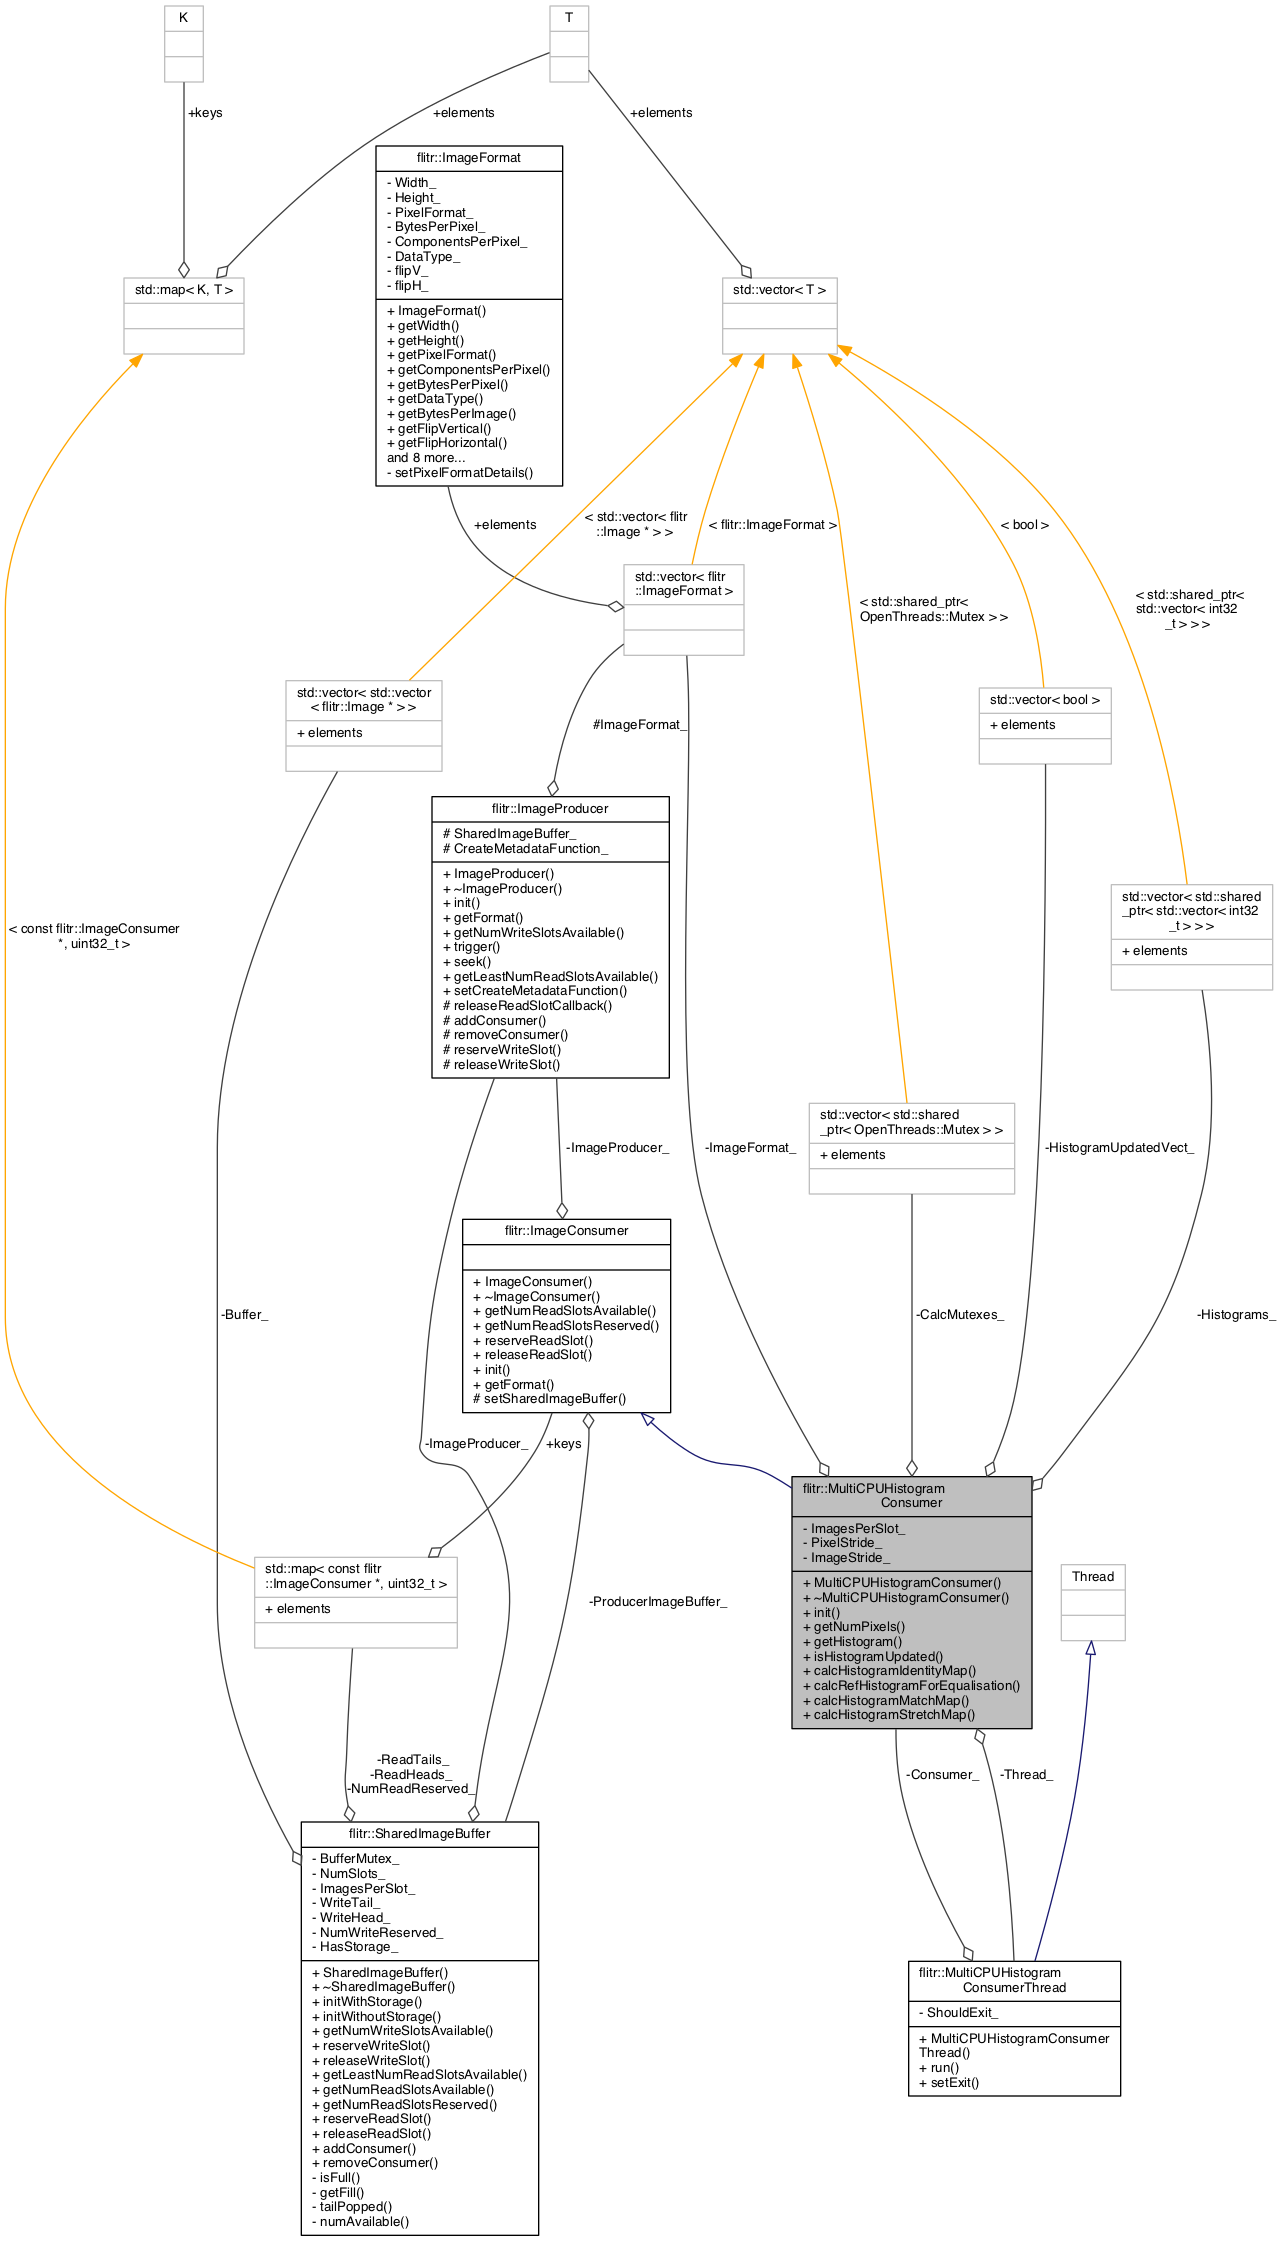 K
T
+keys
+elements
+elements
flitr::ImageFormat
- Width_
- Height_
- PixelFormat_
- BytesPerPixel_
- ComponentsPerPixel_
- DataType_
- flipV_
- flipH_
+ ImageFormat()
+ getWidth()
+ getHeight()
+ getPixelFormat()
+ getComponentsPerPixel()
+ getBytesPerPixel()
+ getDataType()
+ getBytesPerImage()
+ getFlipVertical()
+ getFlipHorizontal()
and 8 more...
- setPixelFormatDetails()
std::map< K, T >
std::vector< T >
+elements
< std::vector< flitr
::Image * > >
< flitr::ImageFormat >
< bool >
std::vector< flitr
::ImageFormat >
< std::shared_ptr<
OpenThreads::Mutex > >
< std::shared_ptr<
std::vector< int32
_t > > >
std::vector< std::vector
< flitr::Image * > >
+ elements
#ImageFormat_
std::vector< bool >
+ elements
flitr::ImageProducer
# SharedImageBuffer_
# CreateMetadataFunction_
+ ImageProducer()
+ ~ImageProducer()
+ init()
+ getFormat()
+ getNumWriteSlotsAvailable()
+ trigger()
+ seek()
+ getLeastNumReadSlotsAvailable()
+ setCreateMetadataFunction()
# releaseReadSlotCallback()
# addConsumer()
# removeConsumer()
# reserveWriteSlot()
# releaseWriteSlot()
< const flitr::ImageConsumer
*, uint32_t >
std::vector< std::shared
_ptr< std::vector< int32
_t > > >
+ elements
std::vector< std::shared
_ptr< OpenThreads::Mutex > >
+ elements
-ImageProducer_
-ImageFormat_
-HistogramUpdatedVect_
flitr::ImageConsumer
+ ImageConsumer()
+ ~ImageConsumer()
+ getNumReadSlotsAvailable()
+ getNumReadSlotsReserved()
+ reserveReadSlot()
+ releaseReadSlot()
+ init()
+ getFormat()
# setSharedImageBuffer()
-Buffer_
-CalcMutexes_
-Histograms_
-ImageProducer_
+keys
flitr::MultiCPUHistogram
Consumer
- ImagesPerSlot_
- PixelStride_
- ImageStride_
+ MultiCPUHistogramConsumer()
+ ~MultiCPUHistogramConsumer()
+ init()
+ getNumPixels()
+ getHistogram()
+ isHistogramUpdated()
+ calcHistogramIdentityMap()
+ calcRefHistogramForEqualisation()
+ calcHistogramMatchMap()
+ calcHistogramStretchMap()
std::map< const flitr
::ImageConsumer *, uint32_t >
+ elements
-ProducerImageBuffer_
Thread
-ReadTails_
-ReadHeads_
-NumReadReserved_
-Consumer_
-Thread_
flitr::SharedImageBuffer
- BufferMutex_
- NumSlots_
- ImagesPerSlot_
- WriteTail_
- WriteHead_
- NumWriteReserved_
- HasStorage_
+ SharedImageBuffer()
+ ~SharedImageBuffer()
+ initWithStorage()
+ initWithoutStorage()
+ getNumWriteSlotsAvailable()
+ reserveWriteSlot()
+ releaseWriteSlot()
+ getLeastNumReadSlotsAvailable()
+ getNumReadSlotsAvailable()
+ getNumReadSlotsReserved()
+ reserveReadSlot()
+ releaseReadSlot()
+ addConsumer()
+ removeConsumer()
- isFull()
- getFill()
- tailPopped()
- numAvailable()
flitr::MultiCPUHistogram
ConsumerThread
- ShouldExit_
+ MultiCPUHistogramConsumer
Thread()
+ run()
+ setExit()